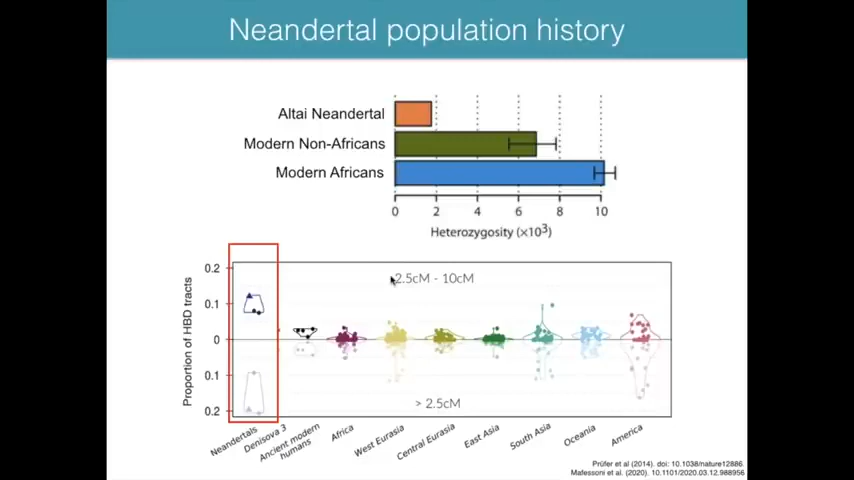 Neandertal population history
Altai Neandertal
Modern Non-Africans
Modern Africans
0 2 4 6 8 10
Heterozygosity (×10³)
Proportion of HBD tracts
0.2
0.1
0
0.1
0.2
2.5cM - 10cM
> 2.5cM
Neandertals
Denisova 3
Ancient modern
humans
Africa
West Eurasia
Central Eurasia
East Asia
South Asia
Oceania
America
Prüfer et al (2014). doi: 10.1038/nature12886.
Mafessoni et al. (2020). 10.1101/2020.03.12.988956